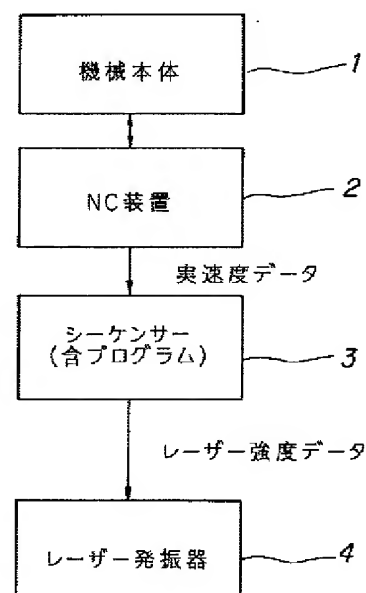 機械本体
1
NC装置
2
実速度データ
シーケンサー
(含プログラム)
3
レーザー強度データ
レーザー発振器
4